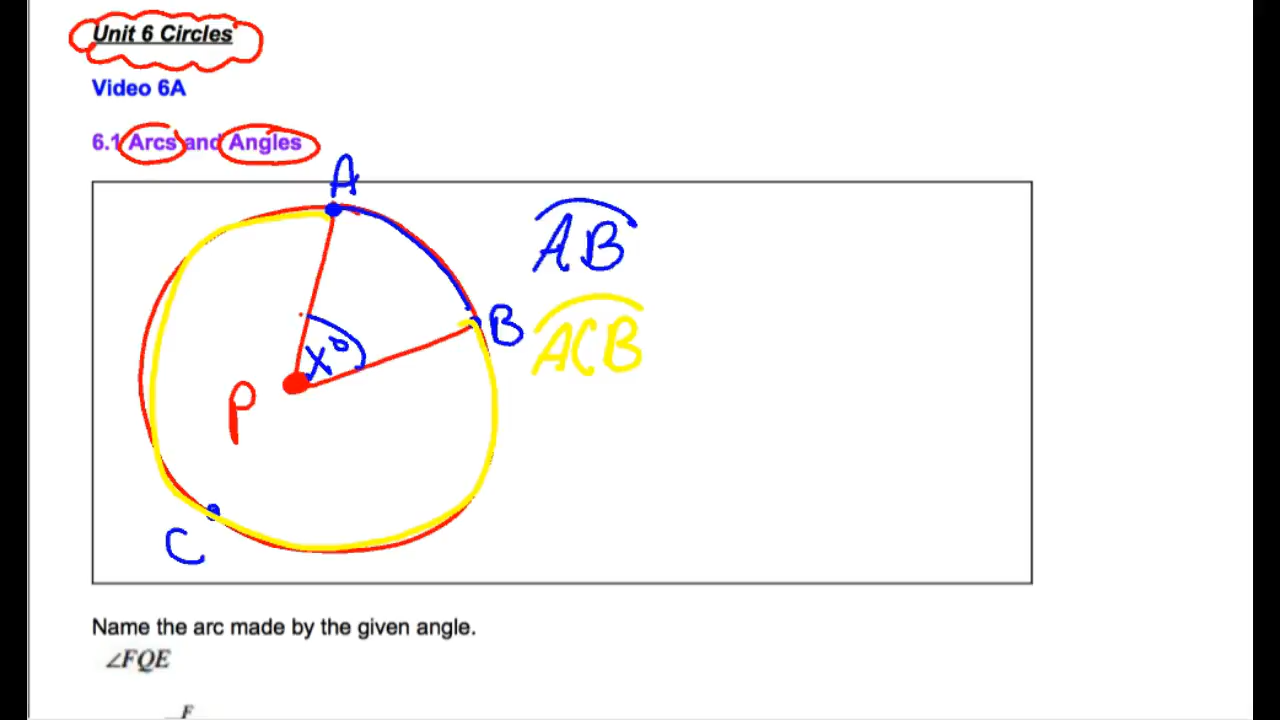 Unit 6 Circles
Video 6A
6.1 Arcs and Angles
A
AB
B
ACB
x°
P
C
Name the arc made by the given angle.
∠FQE
F